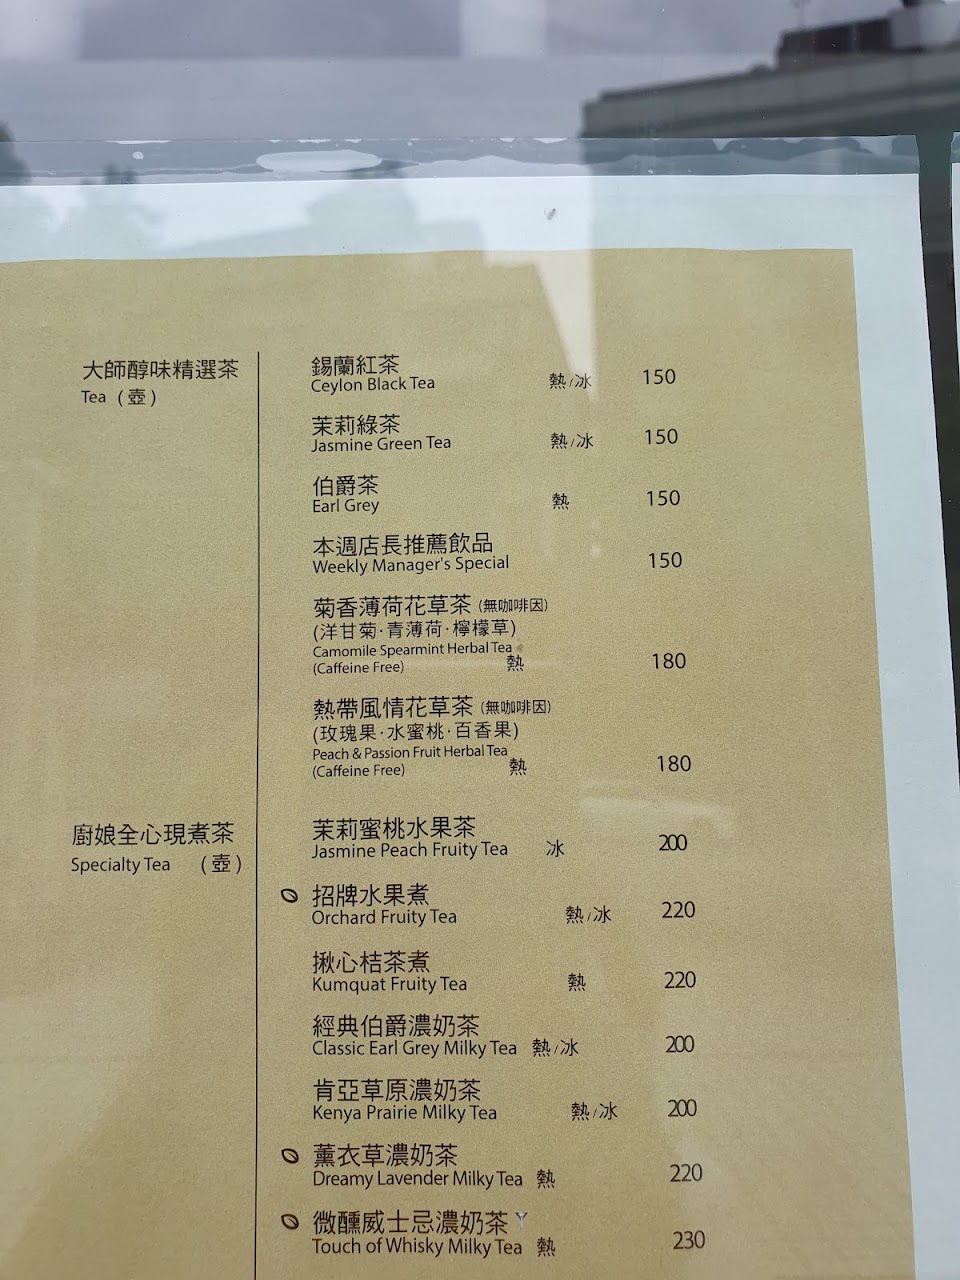 大師醇味精選茶
Tea (壺)
錫蘭紅茶
Ceylon Black Tea 熱/冰 150
茉莉綠茶
Jasmine Green Tea 熱/冰 150
伯爵茶
Earl Grey 熱 150
本週店長推薦飲品
Weekly Manager's Special 150
菊香薄荷花草茶 (無咖啡因)
(洋甘菊·青薄荷·檸檬草)
Camomile Spearmint Herbal Tea
(Caffeine Free) 熱 180
熱帶風情花草茶 (無咖啡因)
(玫瑰果·水蜜桃·百香果)
Peach & Passion Fruit Herbal Tea
(Caffeine Free) 熱 180
廚娘全心現煮茶
Specialty Tea (壺)
茉莉蜜桃水果茶
Jasmine Peach Fruity Tea 冰 200
招牌水果煮
Orchard Fruity Tea 熱/冰 220
揪心桔茶煮
Kumquat Fruity Tea 熱 220
經典伯爵濃奶茶
Classic Earl Grey Milky Tea 熱/冰 200
肯亞草原濃奶茶
Kenya Prairie Milky Tea 熱/冰 200
薰衣草濃奶茶
Dreamy Lavender Milky Tea 熱 220
微醺威士忌濃奶茶
Touch of Whisky Milky Tea 熱 230